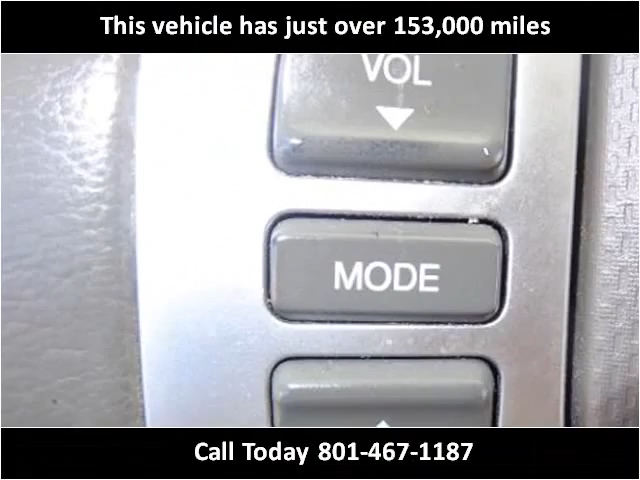 This vehicle has just over 153,000 miles
VOL
MODE
Call Today 801-467-1187